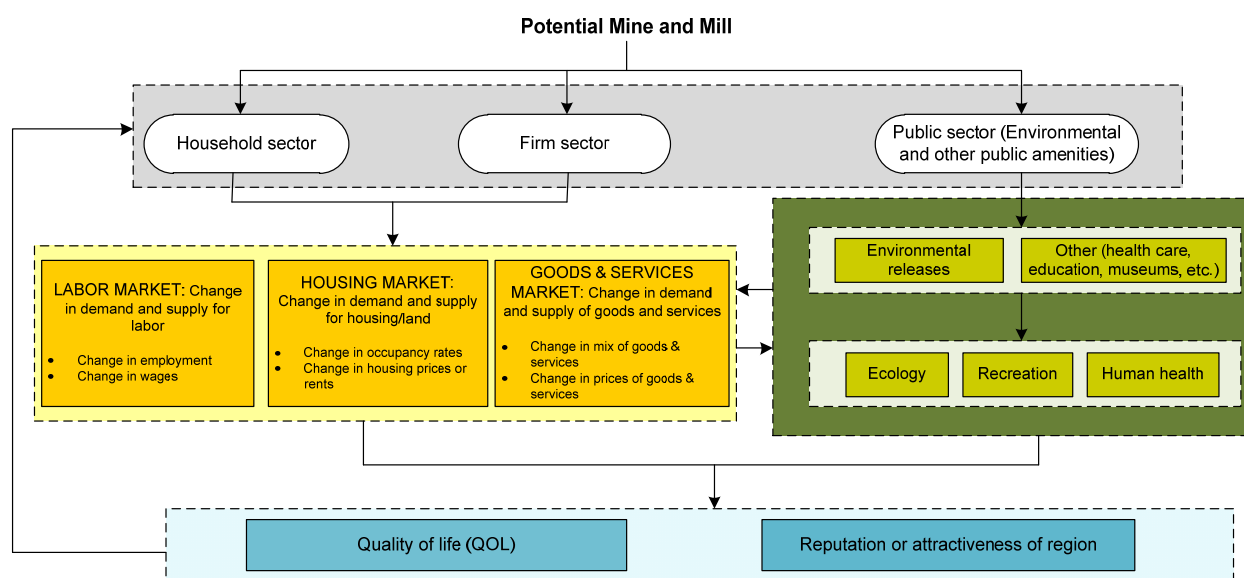 Potential Mine and Mill
Household sector
Firm sector
Public sector (Environmental
and other public amenities)
LABOR MARKET: Change
in demand and supply for
labor
• Change in employment
• Change in wages
HOUSING MARKET:
Change in demand and supply
for housing/land
• Change in occupancy rates
• Change in housing prices or
rents
GOODS & SERVICES
MARKET: Change in demand
and supply of goods and services
• Change in mix of goods &
services
• Change in prices of goods &
services
Environmental
releases
Other (health care,
education, museums, etc.)
Ecology
Recreation
Human health
Quality of life (QOL)
Reputation or attractiveness of region